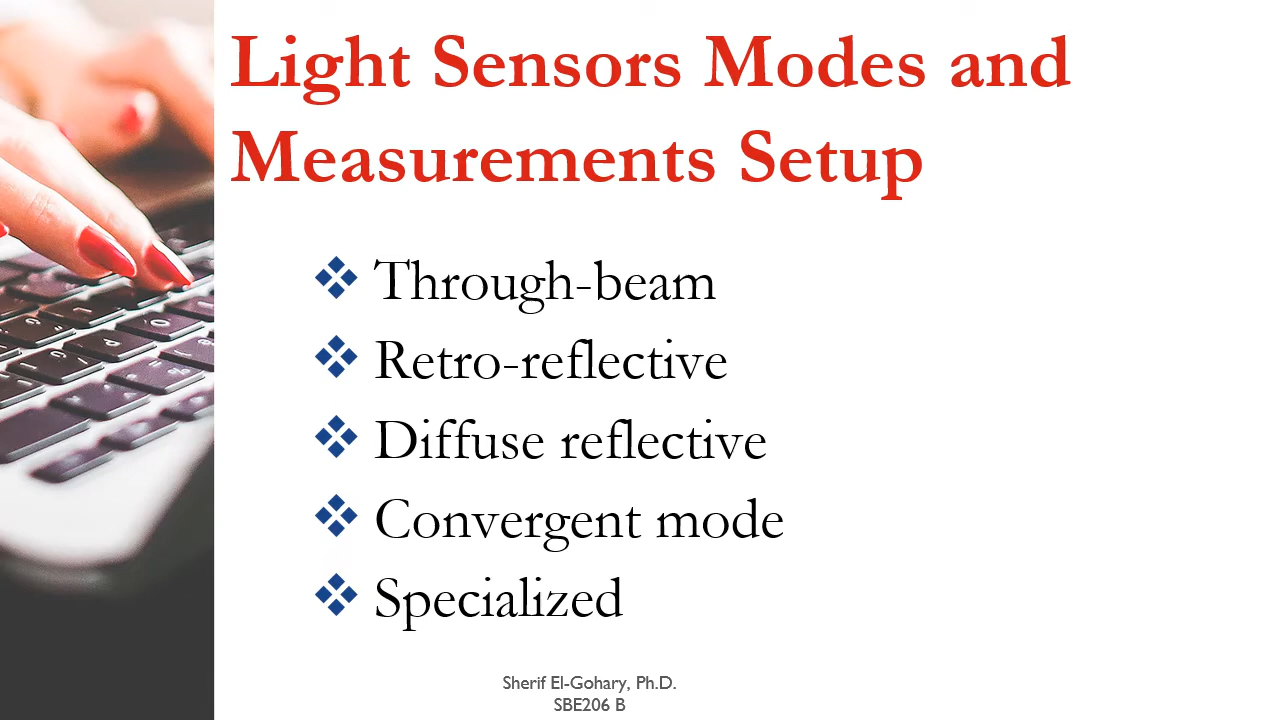 Light Sensors Modes and
Measurements Setup
Through-beam
Retro-reflective
Diffuse reflective
Convergent mode
Specialized
Sherif El-Gohary, Ph.D.
SBE206 B